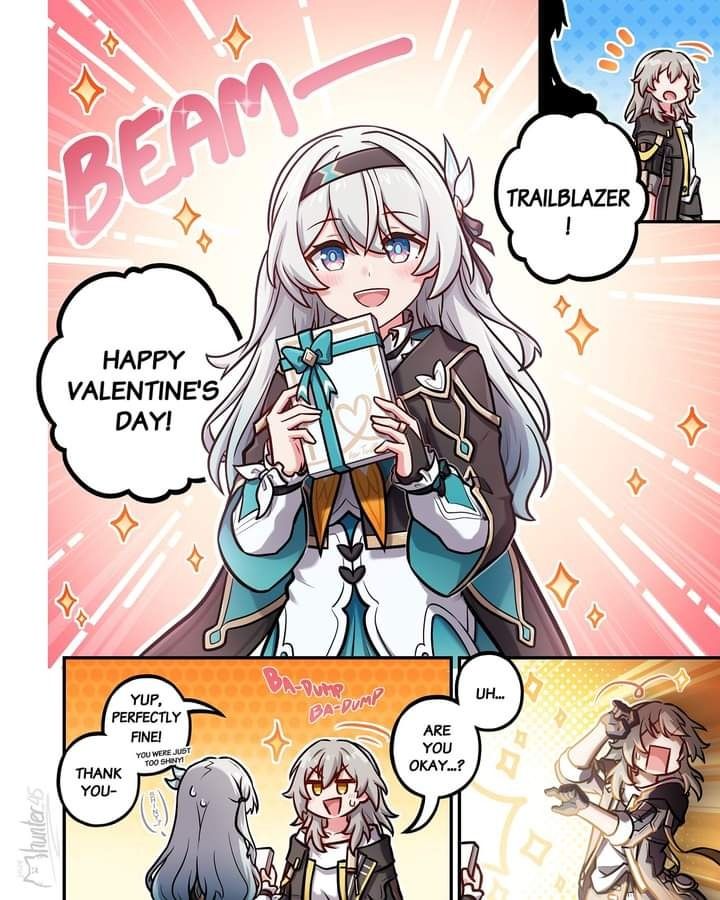 TRAILBLAZER
!
BEAM—
HAPPY
VALENTINE'S
DAY!
UH...
ARE
YOU
OKAY...?
BA-DUMP
BA-DUMP
YUP,
PERFECTLY
FINE!
YOU WERE JUST
TOO SHINY!
THANK
YOU-